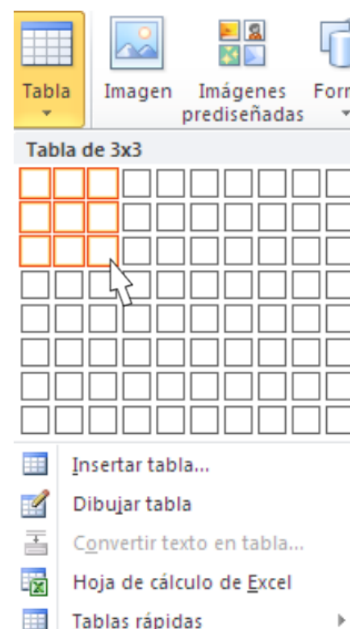 Tabla
Imagen
Imágenes
prediseñadas
Tabla de 3x3
Insertar tabla...
Dibujar tabla
Convertir texto en tabla...
Hoja de cálculo de Excel
Tablas rápidas